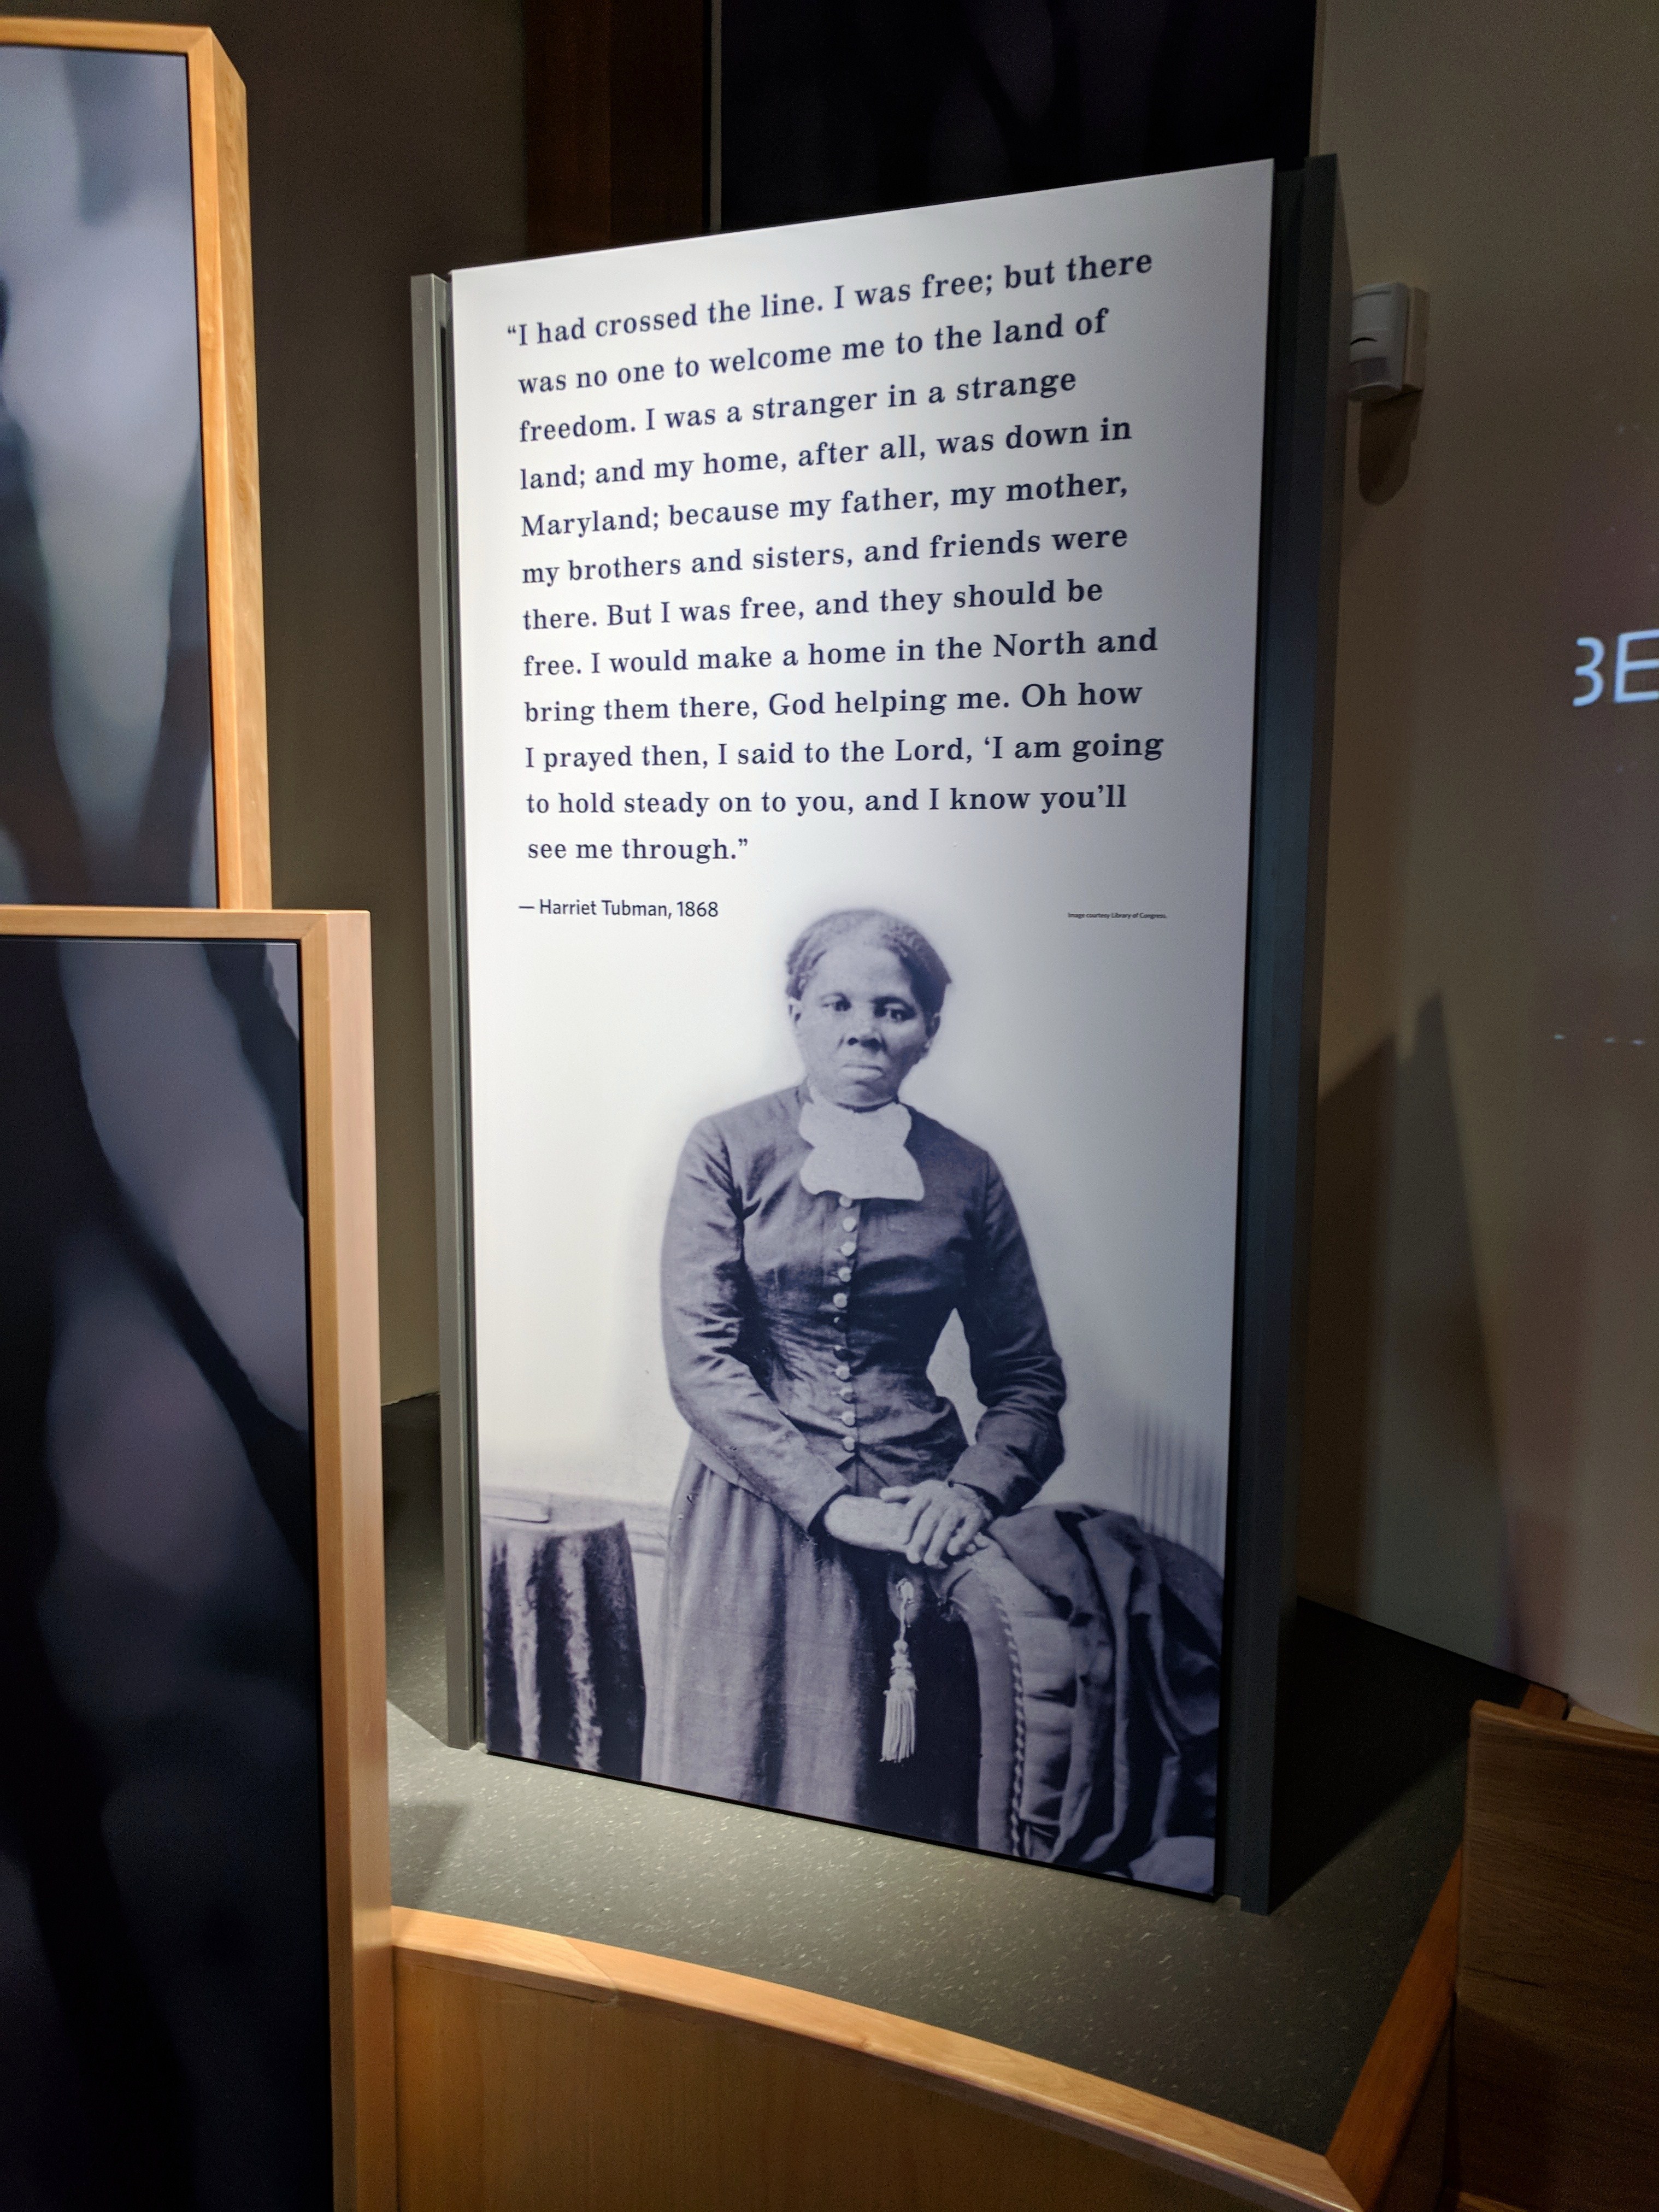 “I had crossed the line. I was free; but there
was no one to welcome me to the land of
freedom. I was a stranger in a strange
land; and my home, after all, was down in
Maryland; because my father, my mother,
my brothers and sisters, and friends were
there. But I was free, and they should be
free. I would make a home in the North and
bring them there, God helping me. Oh how
I prayed then, I said to the Lord, ‘I am going
to hold steady on to you, and I know you’ll
see me through.”
— Harriet Tubman, 1868
Image courtesy Library of Congress.
BE